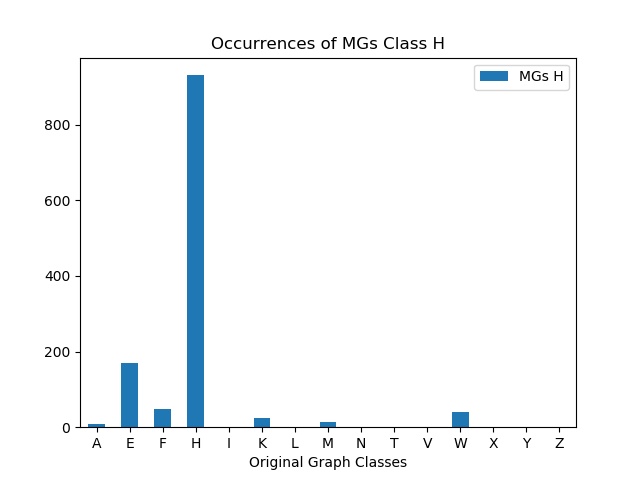 Occurrences of MGs Class H
MGs H
800
600
400
200
0
A E F H I K L M N T V W X Y Z
Original Graph Classes